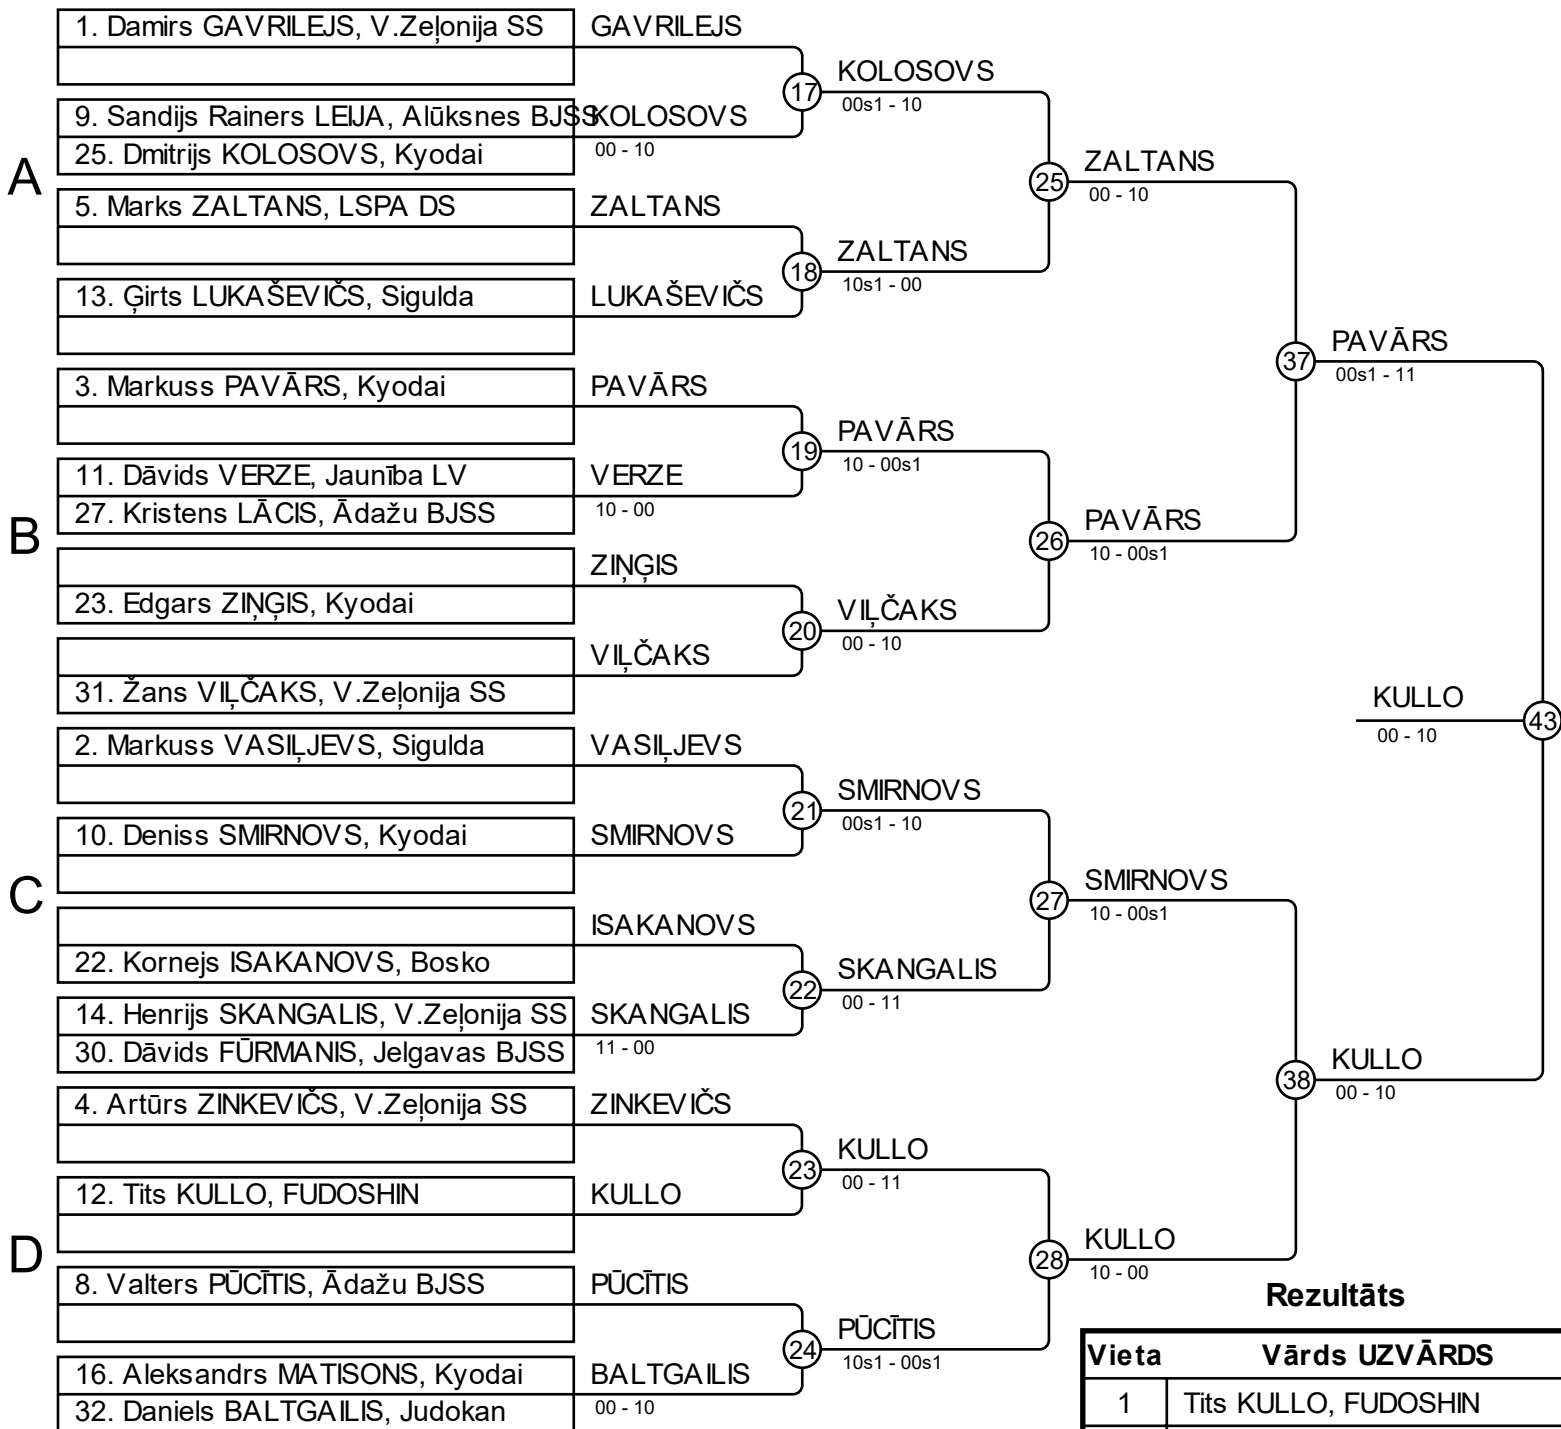 1. Damirs GAVRILEJS, V.Zeļonija SS
GAVRILEJS
17
KOLOSOVS
00s1 - 10
9. Sandijs Rainers LEIJA, Alūksnes BJSS
25. Dmitrijs KOLOSOVS, Kyodai
KOLOSOVS
00 - 10
A
25
ZALTANS
00 - 10
5. Marks ZALTANS, LSPA DS
ZALTANS
18
ZALTANS
10s1 - 00
13. Ģirts LUKAŠEVIČS, Sigulda
LUKAŠEVIČS
37
PAVĀRS
00s1 - 11
3. Markuss PAVĀRS, Kyodai
PAVĀRS
19
PAVĀRS
10 - 00s1
11. Dāvids VERZE, Jaunība LV
27. Kristens LĀCIS, Ādažu BJSS
VERZE
10 - 00
B
26
PAVĀRS
10 - 00s1
23. Edgars ZIŅĢIS, Kyodai
ZIŅĢIS
20
VIĻČAKS
00 - 10
31. Žans VIĻČAKS, V.Zeļonija SS
VIĻČAKS
KULLO
00 - 10
43
2. Markuss VASIĻJEVS, Sigulda
VASIĻJEVS
21
SMIRNOVS
00s1 - 10
10. Deniss SMIRNOVS, Kyodai
SMIRNOVS
C
27
SMIRNOVS
10 - 00s1
22. Kornejs ISAKANOVS, Bosko
ISAKANOVS
22
SKANGALIS
00 - 11
14. Henrijs SKANGALIS, V.Zeļonija SS
30. Dāvids FŪRMANIS, Jelgavas BJSS
SKANGALIS
11 - 00
38
KULLO
00 - 10
4. Artūrs ZINKEVIČS, V.Zeļonija SS
ZINKEVIČS
23
KULLO
00 - 11
12. Tits KULLO, FUDOSHIN
KULLO
D
28
KULLO
10 - 00
8. Valters PŪCĪTIS, Ādažu BJSS
PŪCĪTIS
24
PŪCĪTIS
10s1 - 00s1
16. Aleksandrs MATISONS, Kyodai
32. Daniels BALTGAILIS, Judokan
BALTGAILIS
00 - 10
Rezultāts
Vieta Vārds UZVĀRDS
1 Tits KULLO, FUDOSHIN